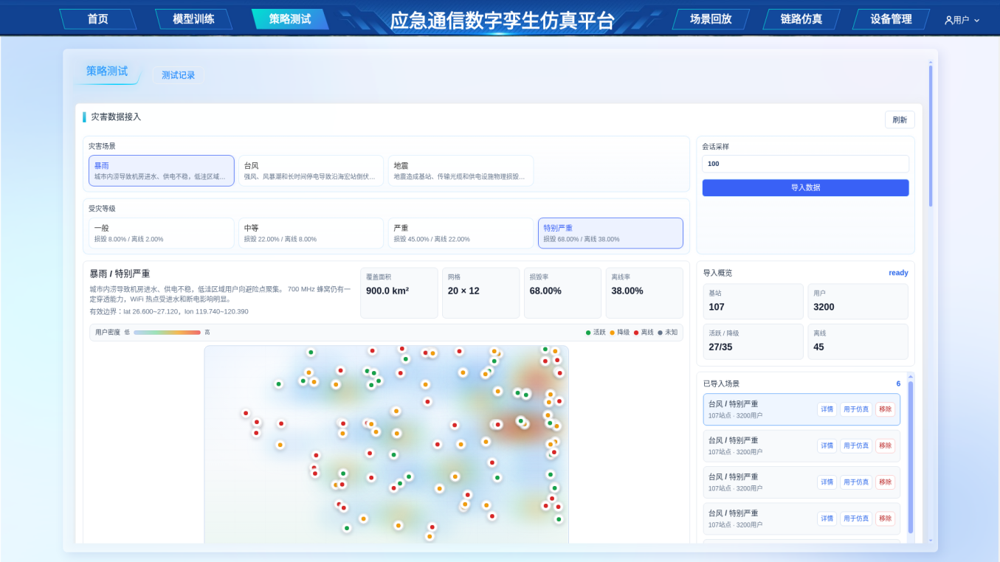 首页
模型训练
策略测试
应急通信数字孪生仿真平台
场景回放
链路仿真
设备管理
用户
策略测试
测试记录
灾害数据接入
刷新
灾害场景
暴雨
城市内涝导致机房进水、供电不稳，低洼区域...
台风
强风、风暴潮和长时间停电导致沿海宏站倒伏...
地震
地震造成基站、传输光缆和供电设施物理损毁...
会话采样
100
导入数据
受灾等级
一般
损毁 8.00% / 离线 2.00%
中等
损毁 22.00% / 离线 8.00%
严重
损毁 45.00% / 离线 22.00%
特别严重
损毁 68.00% / 离线 38.00%
暴雨 / 特别严重
城市内涝导致机房进水、供电不稳，低洼区域用户向避险点聚集。 700 MHz 蜂窝仍有一
定穿透能力，WiFi 热点受进水和断电影响明显。
有效边界：lat 26.600~27.120，lon 119.740~120.390
覆盖面积
900.0 km²
网格
20 × 12
损毁率
68.00%
离线率
38.00%
用户密度 低 高
活跃 降级 离线 未知
导入概览
ready
基站
107
用户
3200
活跃 / 降级
27/35
离线
45
已导入场景
6
台风 / 特别严重
107站点 · 3200用户
详情 用于仿真 移除
台风 / 特别严重
107站点 · 3200用户
详情 用于仿真 移除
台风 / 特别严重
107站点 · 3200用户
详情 用于仿真 移除
台风 / 特别严重
107站点 · 3200用户
详情 用于仿真 移除